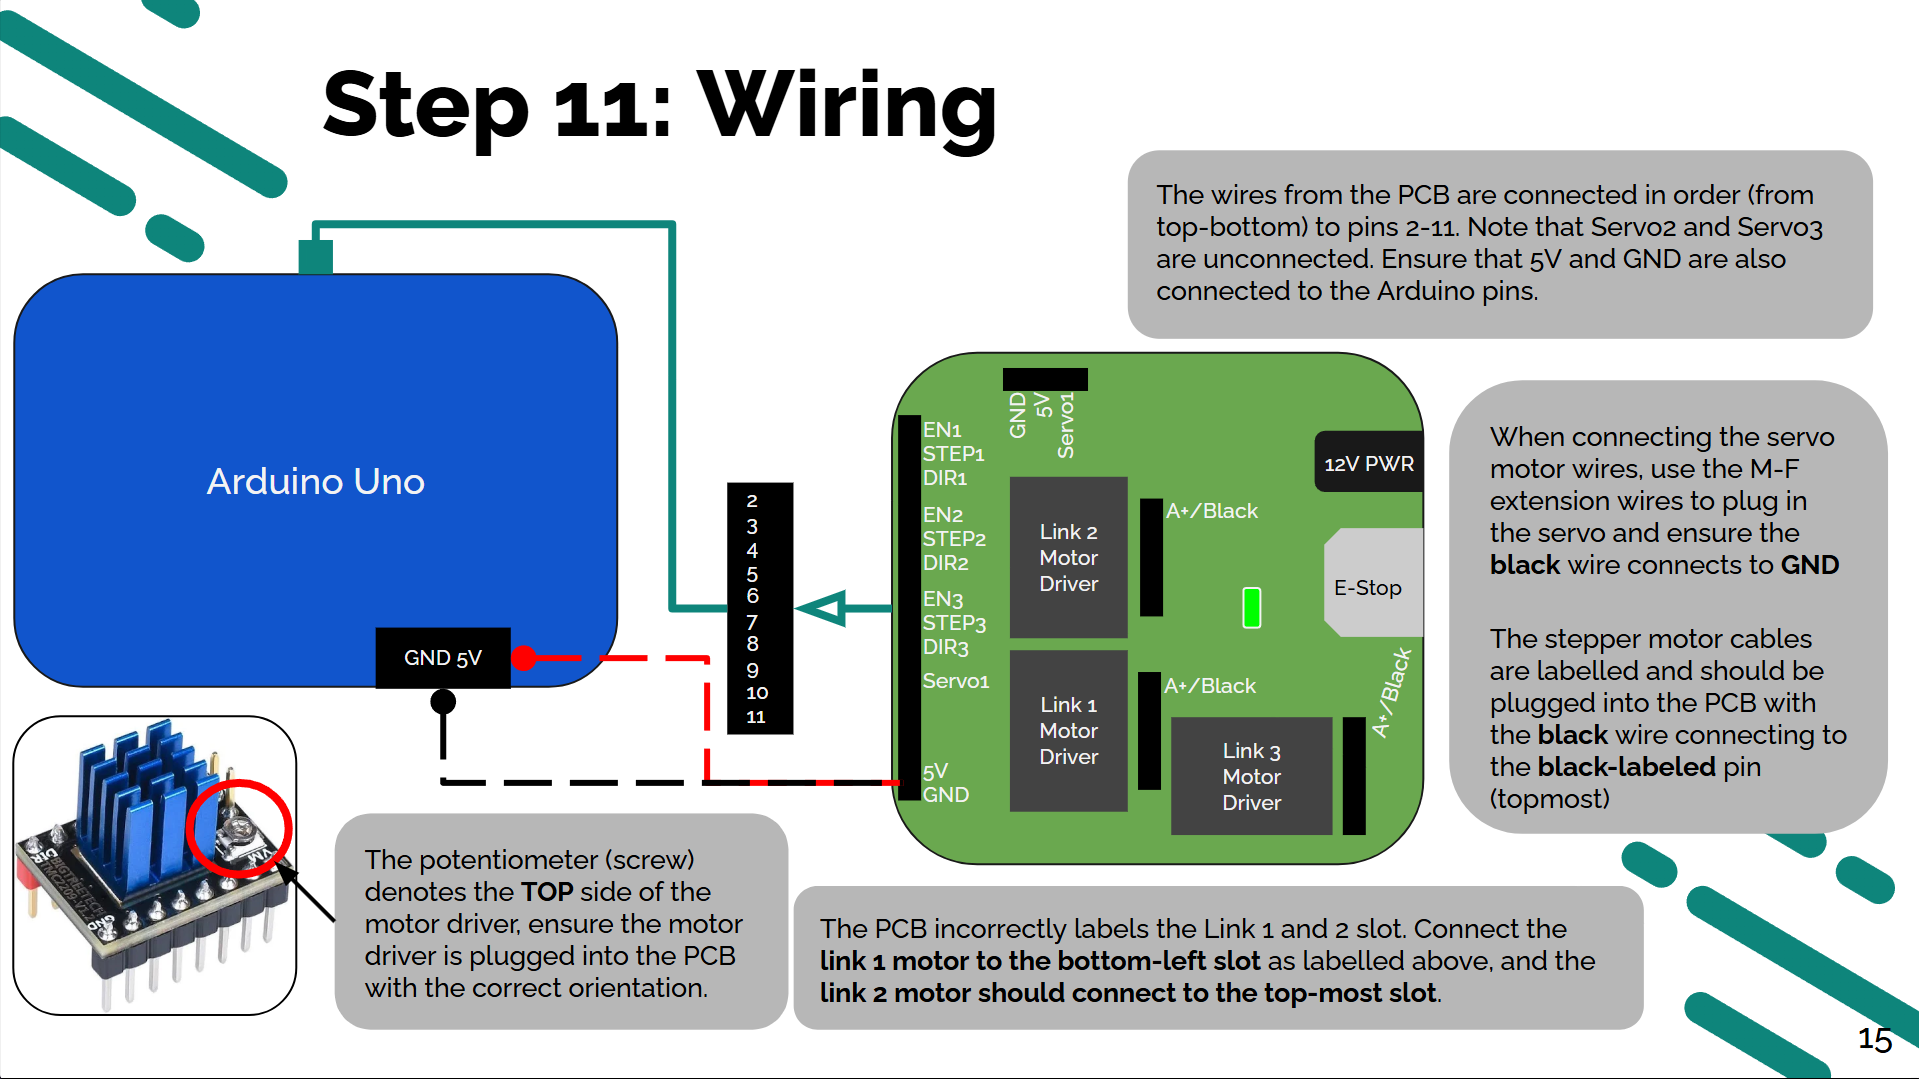 Step 11: Wiring
The wires from the PCB are connected in order (from
top-bottom) to pins 2-11. Note that Servo2 and Servo3
are unconnected. Ensure that 5V and GND are also
connected to the Arduino pins.
Arduino Uno
GND 5V
2
3
4
5
6
7
8
9
10
11
GND
5V
Servo1
EN1
STEP1
DIR1
EN2
STEP2
DIR2
EN3
STEP3
DIR3
Servo1
5V
GND
Link 2
Motor
Driver
A+/Black
Link 1
Motor
Driver
A+/Black
Link 3
Motor
Driver
A+/Black
12V PWR
E-Stop
When connecting the servo
motor wires, use the M-F
extension wires to plug in
the servo and ensure the
black wire connects to GND
The stepper motor cables
are labelled and should be
plugged into the PCB with
the black wire connecting to
the black-labeled pin
(topmost)
DIR
BIGTREETECH
TMC2209-V1.2
VM
The potentiometer (screw)
denotes the TOP side of the
motor driver, ensure the motor
driver is plugged into the PCB
with the correct orientation.
The PCB incorrectly labels the Link 1 and 2 slot. Connect the
link 1 motor to the bottom-left slot as labelled above, and the
link 2 motor should connect to the top-most slot.
15